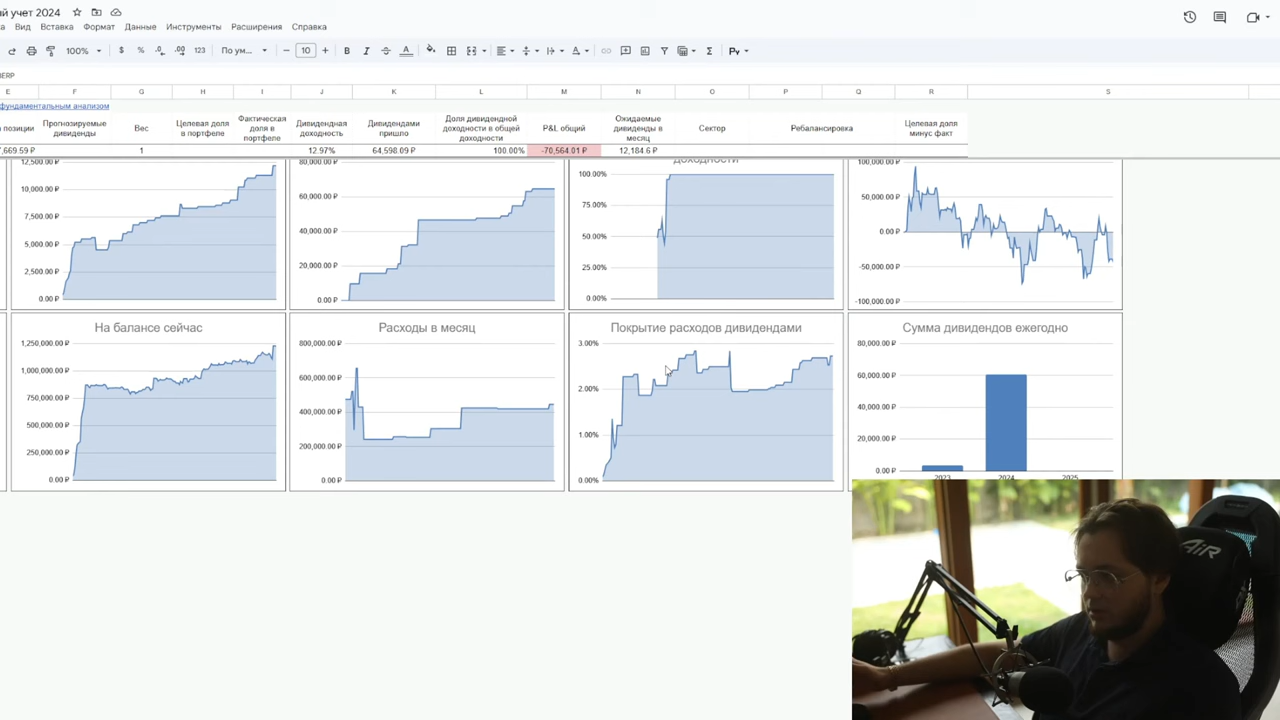 ый учет 2024
а Вид Вставка Формат Данные Инструменты Расширения Справка
100% $ % .0 .00 123 По ум... − 10 + B I A Σ Py
BERP
E F G H I J K L M N O P Q R S
фундаментальным анализом
позиции Прогнозируемые дивиденды Вес Целевая доля в портфеле Фактическая доля в портфеле Дивидендная доходность Дивидендами пришло Доля дивидендной доходности в общей доходности P&L общий Ожидаемые дивиденды в месяц Сектор Ребалансировка Целевая доля минус факт
,669.59 ₽ 1 12.97% 64,598.09 ₽ 100.00% -70,564.01 ₽ 12,184.6 ₽
12,500.00 ₽
10,000.00 ₽
7,500.00 ₽
5,000.00 ₽
2,500.00 ₽
0.00 ₽
80,000.00 ₽
60,000.00 ₽
40,000.00 ₽
20,000.00 ₽
0.00 ₽
доходности
100.00%
75.00%
50.00%
25.00%
0.00%
100,000.00 ₽
50,000.00 ₽
0.00 ₽
-50,000.00 ₽
-100,000.00 ₽
На балансе сейчас
1,250,000.00 ₽
1,000,000.00 ₽
750,000.00 ₽
500,000.00 ₽
250,000.00 ₽
0.00 ₽
Расходы в месяц
800,000.00 ₽
600,000.00 ₽
400,000.00 ₽
200,000.00 ₽
0.00 ₽
Покрытие расходов дивидендами
3.00%
2.00%
1.00%
0.00%
Сумма дивидендов ежегодно
80,000.00 ₽
60,000.00 ₽
40,000.00 ₽
20,000.00 ₽
0.00 ₽
2023 2024 2025
AiR